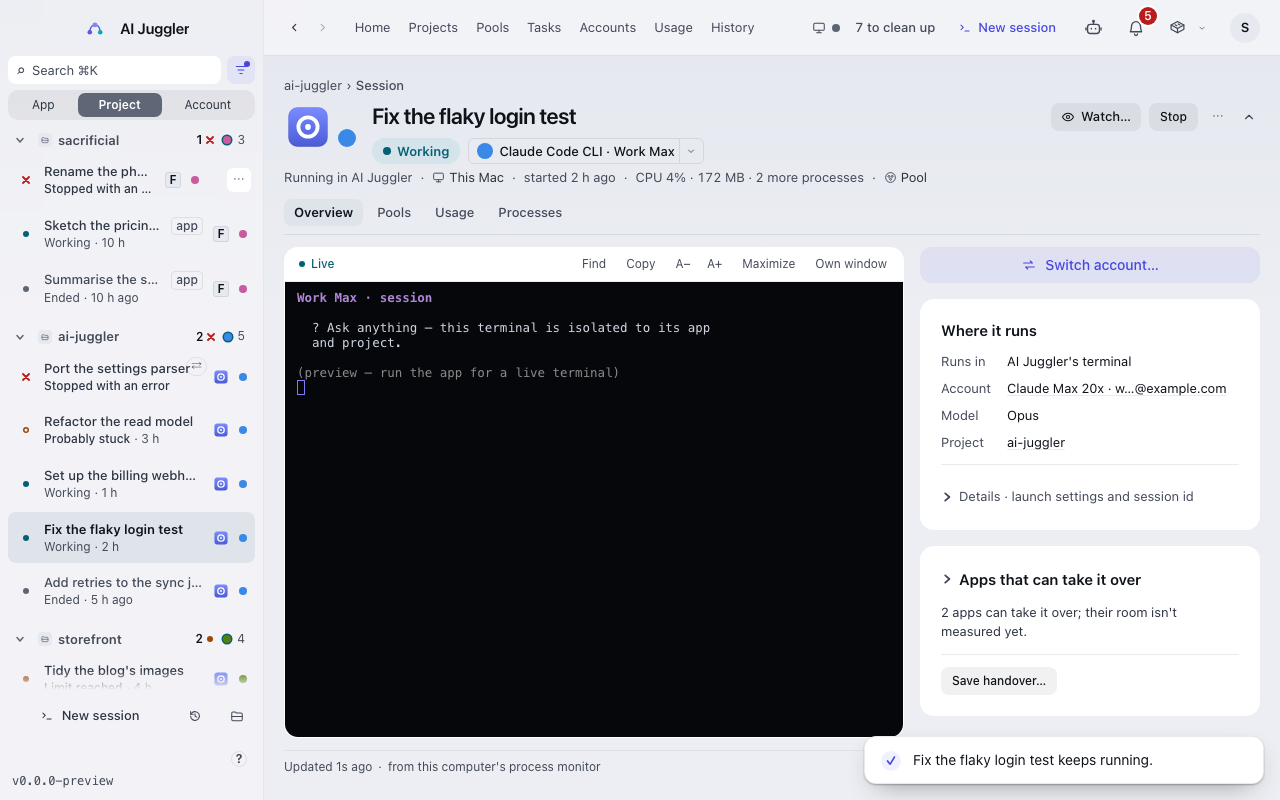 AI Juggler
Search ⌘K
App Project Account
sacrificial 1 3
Rename the ph... F
Stopped with an ...
Sketch the pricin... app F
Working · 10 h
Summarise the s... app F
Ended · 10 h ago
ai-juggler 2 5
Port the settings parser
Stopped with an error
Refactor the read model
Probably stuck · 3 h
Set up the billing webh...
Working · 1 h
Fix the flaky login test
Working · 2 h
Add retries to the sync j...
Ended · 5 h ago
storefront 2 4
Tidy the blog's images
Limit reached · 4 h
New session
?
v0.0.0-preview
Home Projects Pools Tasks Accounts Usage History
7 to clean up
New session
5
S
ai-juggler › Session
Fix the flaky login test
Watch... Stop ...
Working Claude Code CLI · Work Max
Running in AI Juggler · This Mac · started 2 h ago · CPU 4% · 172 MB · 2 more processes · Pool
Overview Pools Usage Processes
Live Find Copy A– A+ Maximize Own window
Work Max · session
? Ask anything — this terminal is isolated to its app
and project.
(preview — run the app for a live terminal)
Updated 1s ago · from this computer's process monitor
Switch account...
Where it runs
Runs in AI Juggler's terminal
Account Claude Max 20x · w...@example.com
Model Opus
Project ai-juggler
Details · launch settings and session id
Apps that can take it over
2 apps can take it over; their room isn't
measured yet.
Save handover...
Fix the flaky login test keeps running.